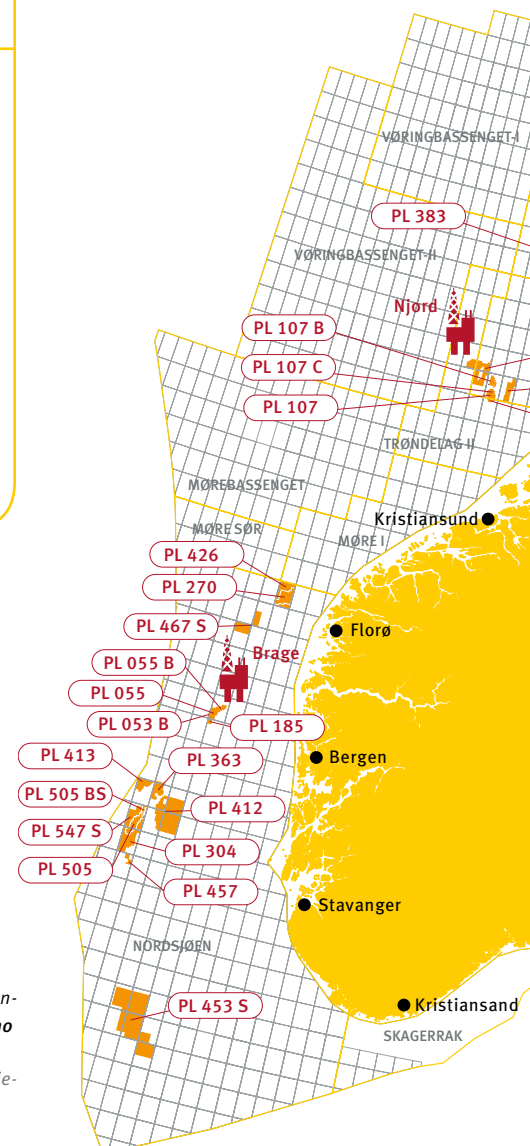 VØRINGBASSENGET-I
PL 383
VØRINGBASSENGET-II
Njord
PL 107 B
PL 107 C
PL 107
TRØNDELAG II
MØREBASSENGET
Kristiansund
MØRE SØR
MØRE I
PL 426
PL 270
PL 467 S
Florø
Brage
PL 055 B
PL 055
PL 053 B
PL 185
PL 413
PL 363
Bergen
PL 505 BS
PL 412
PL 547 S
PL 304
PL 505
PL 457
Stavanger
NORDSJØEN
n-
PL 453 S
Kristiansand
no
SKAGERRAK
e-